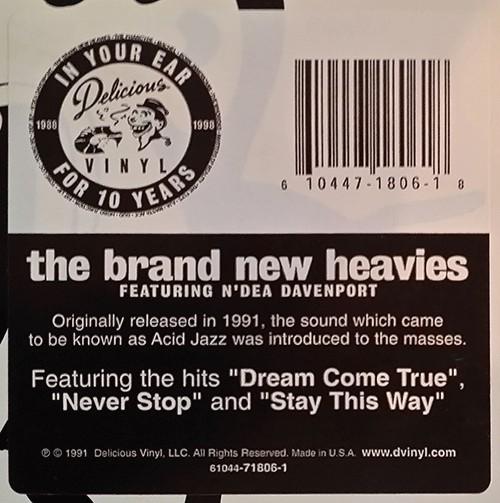 IN YOUR EAR
Delicious
1988 1998
VINYL
FOR 10 YEARS
6 10447-1806-1 8
the brand new heavies
FEATURING N'DEA DAVENPORT
Originally released in 1991, the sound which came
to be known as Acid Jazz was introduced to the masses.
Featuring the hits "Dream Come True",
"Never Stop" and "Stay This Way"
℗ © 1991 Delicious Vinyl, LLC. All Rights Reserved. Made in U.S.A. www.dvinyl.com
61044-71806-1